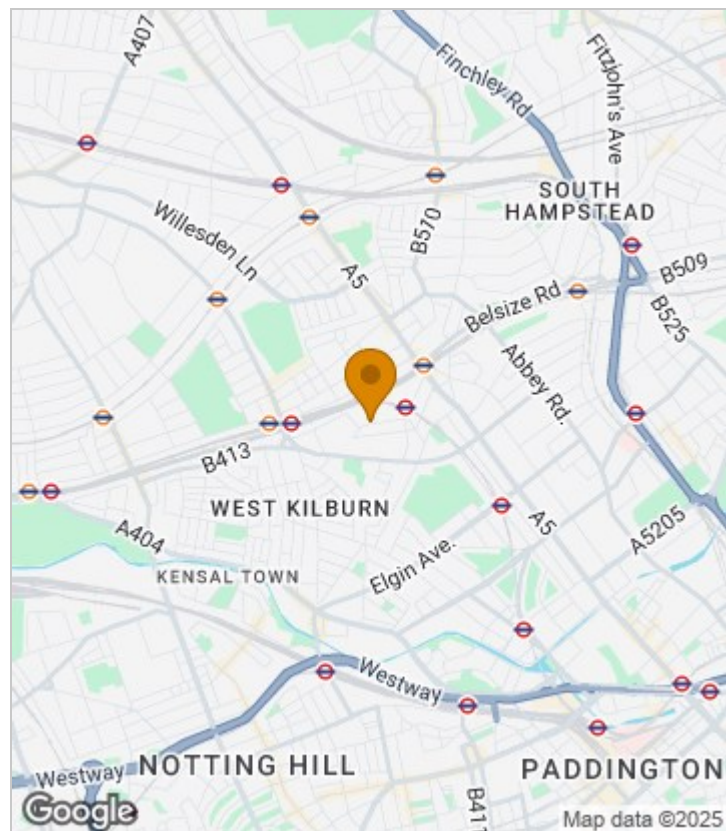 A407
Finchley Rd
Fitzjohn's Ave
B510
SOUTH
HAMPSTEAD
Willesden Ln
A5
B509
Belsize Rd
B525
Abbey Rd.
B413
WEST KILBURN
A404
A5
A5205
Elgin Ave.
KENSAL TOWN
Westway
NOTTING HILL
PADDINGTON
Westway
B411
Google
Map data ©2025